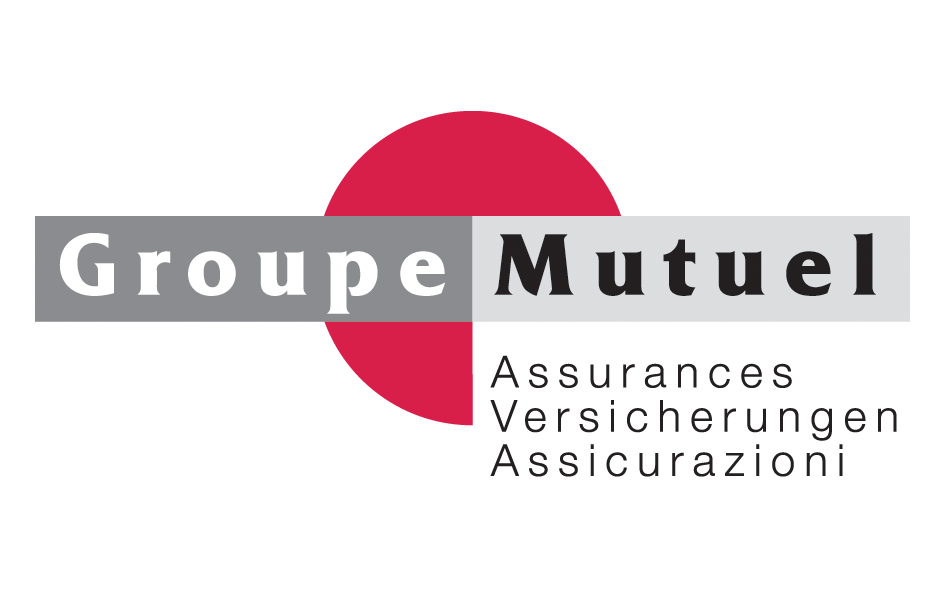 Groupe Mutuel
Assurances
Versicherungen
Assicurazioni